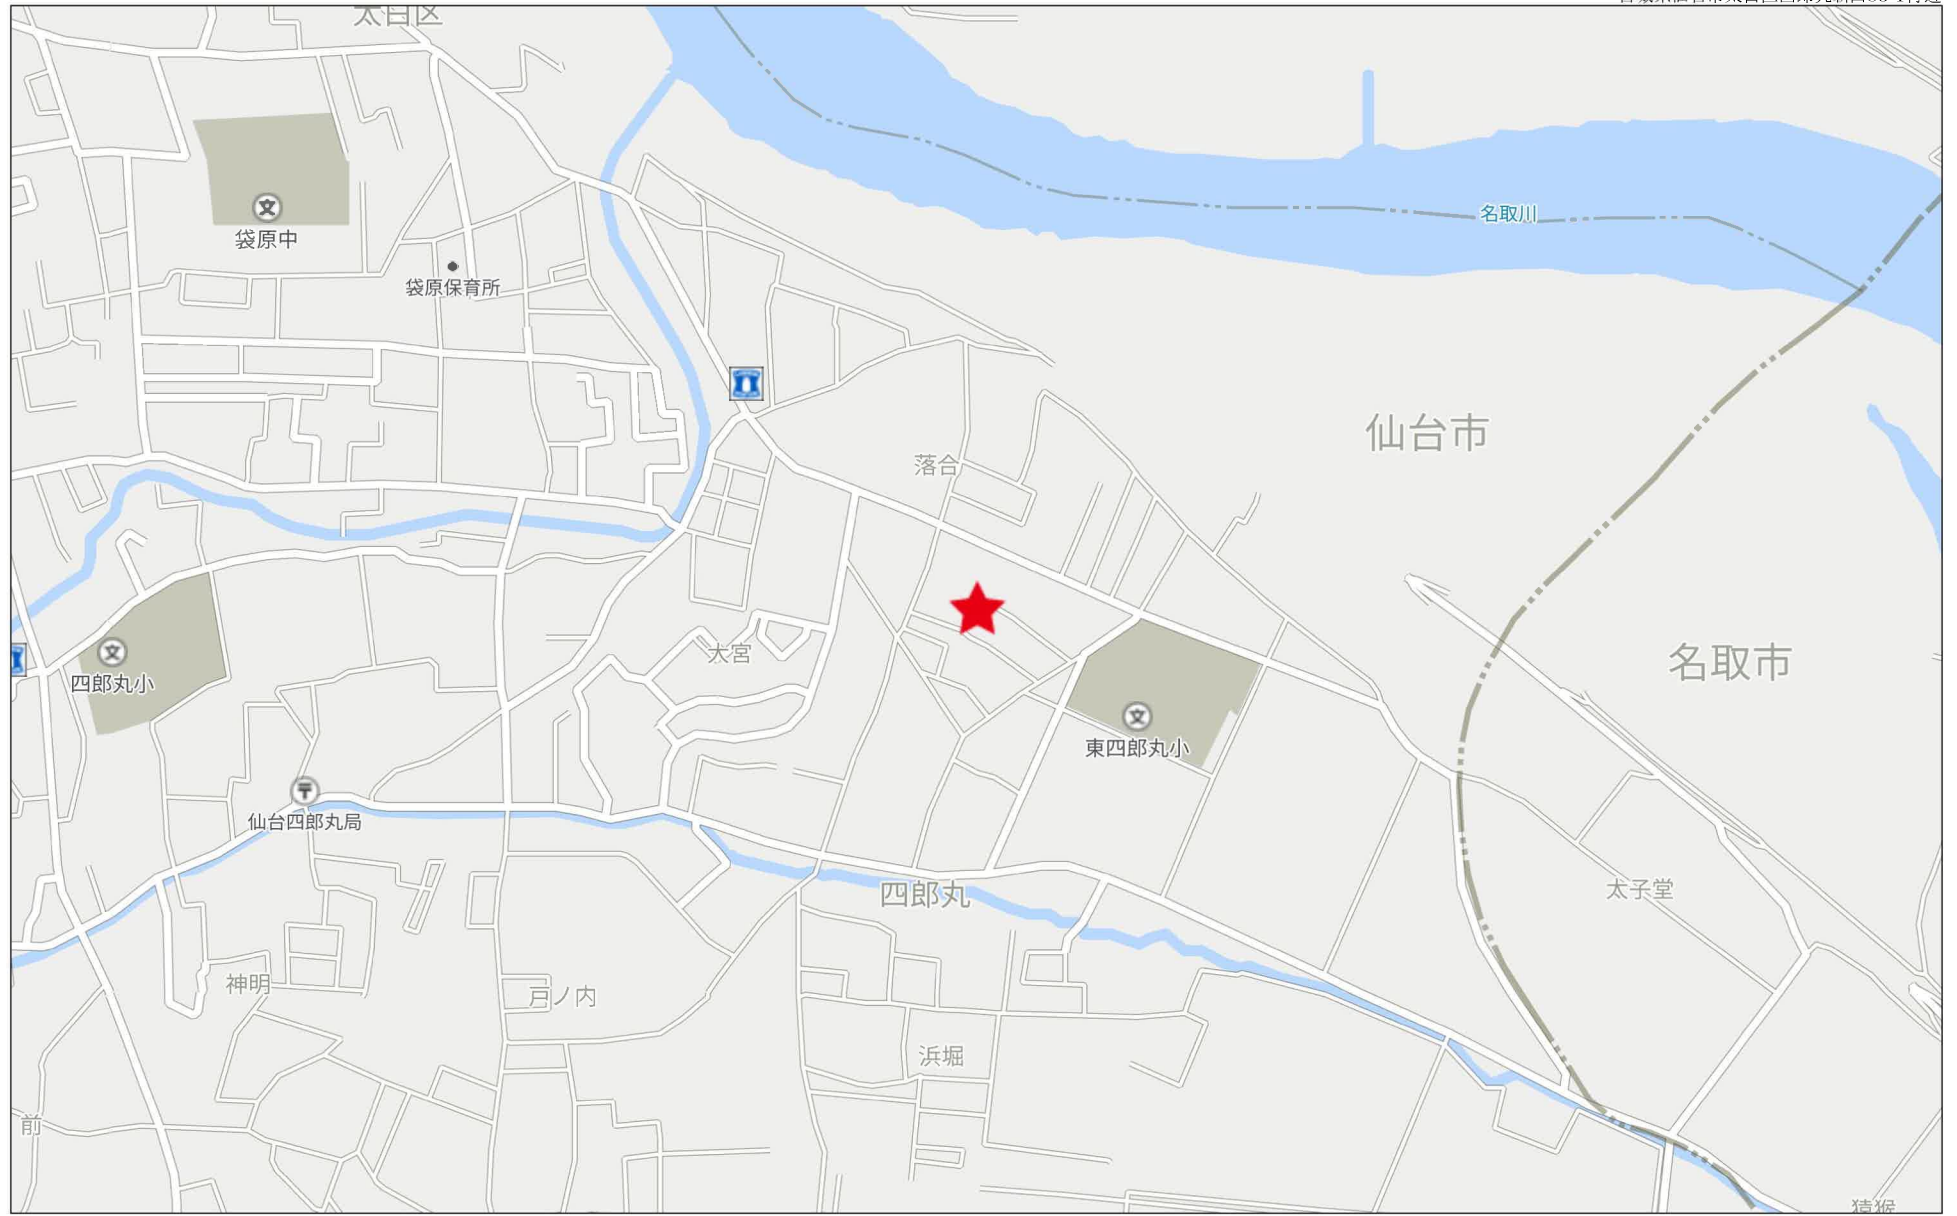 太白区
名取川
袋原中
袋原保育所
仙台市
落合
大宮
名取市
四郎丸小
東四郎丸小
仙台四郎丸局
四郎丸
太子堂
神明
戸ノ内
浜堀
前
猿猴